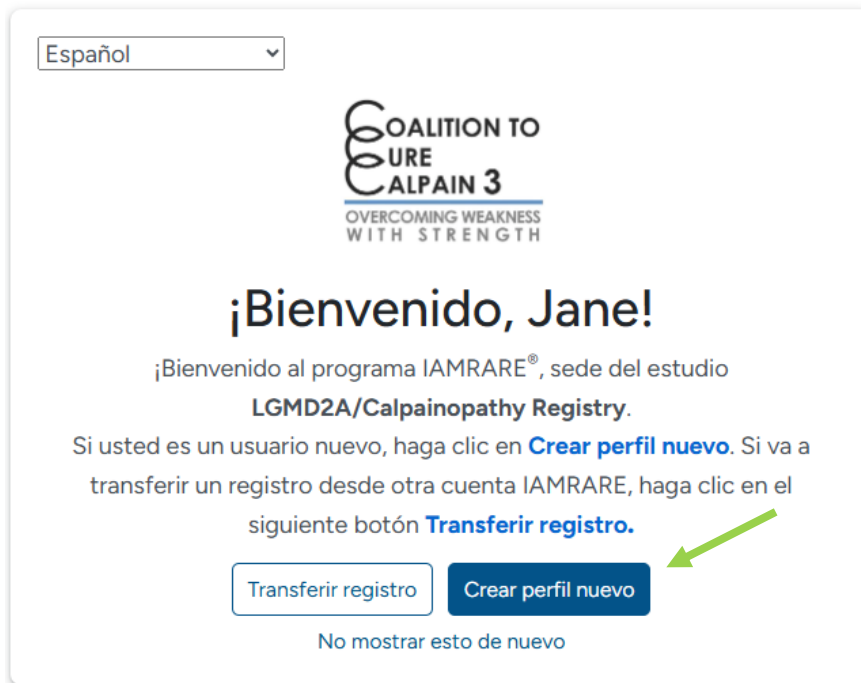 Español
COALITION TO
CURE
CALPAIN 3
OVERCOMING WEAKNESS
WITH STRENGTH
¡Bienvenido, Jane!
¡Bienvenido al programa IAMRARE®, sede del estudio
LGMD2A/Calpainopathy Registry.
Si usted es un usuario nuevo, haga clic en Crear perfil nuevo. Si va a
transferir un registro desde otra cuenta IAMRARE, haga clic en el
siguiente botón Transferir registro.
Transferir registro
Crear perfil nuevo
No mostrar esto de nuevo